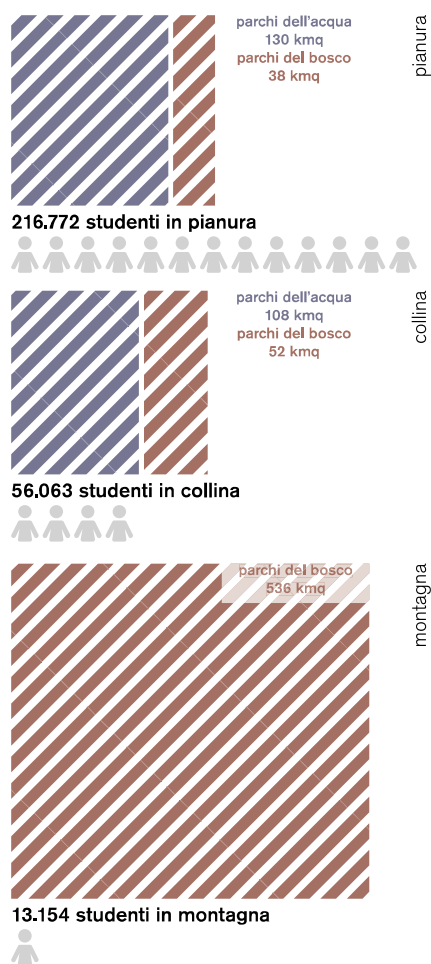 parchi dell'acqua
130 kmq
parchi del bosco
38 kmq
pianura
216.772 studenti in pianura
parchi dell'acqua
108 kmq
parchi del bosco
52 kmq
collina
56.063 studenti in collina
parchi del bosco
536 kmq
montagna
13.154 studenti in montagna